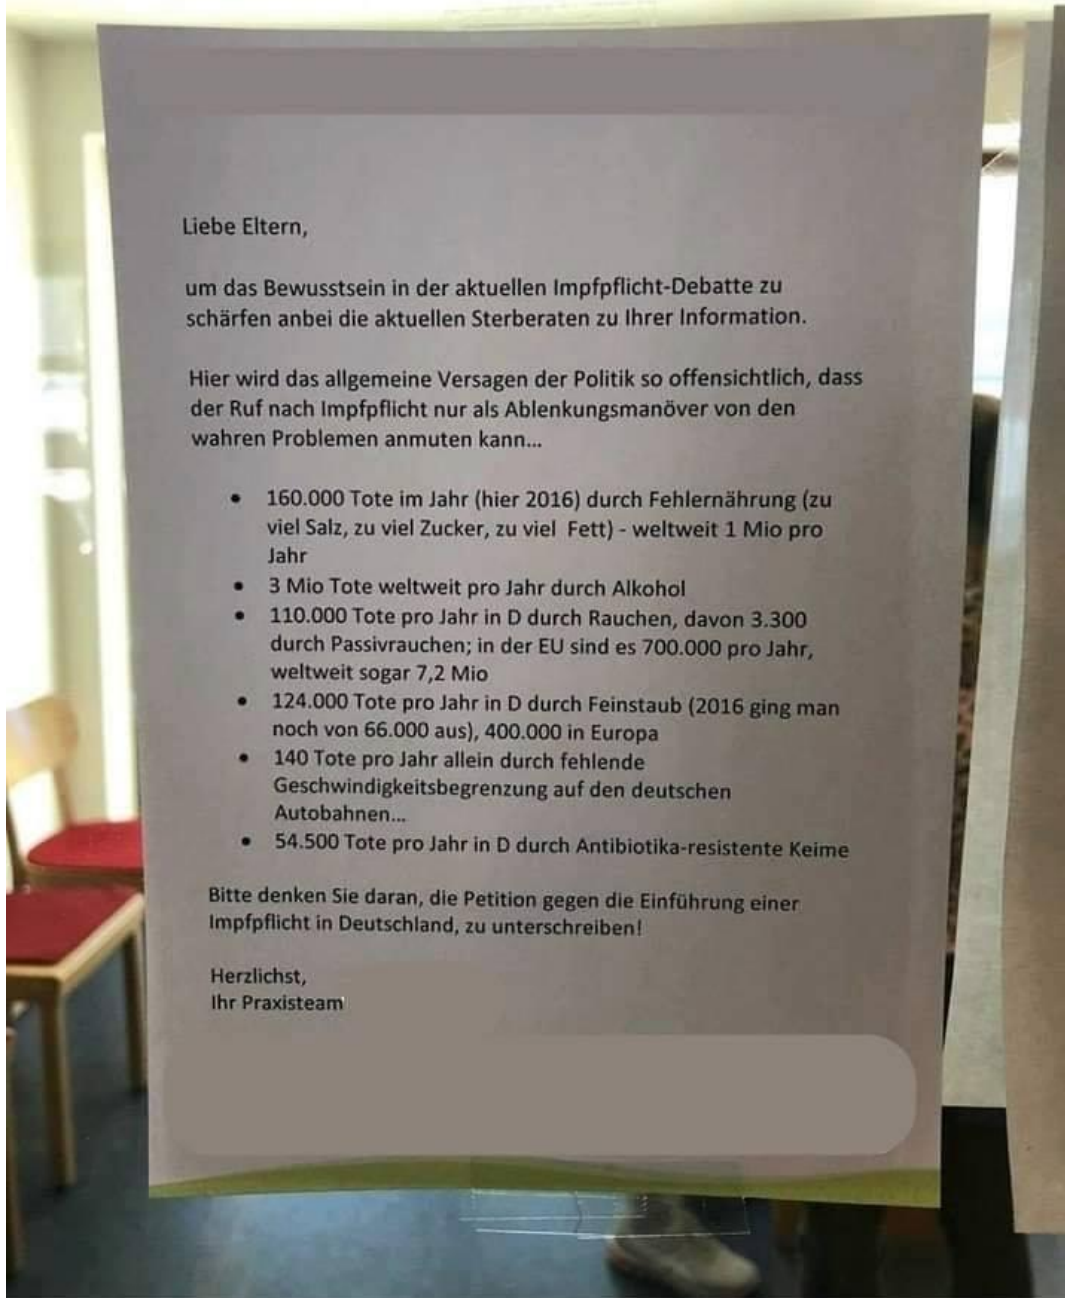 Liebe Eltern,
um das Bewusstsein in der aktuellen Impfpflicht-Debatte zu
schärfen anbei die aktuellen Sterberaten zu Ihrer Information.
Hier wird das allgemeine Versagen der Politik so offensichtlich, dass
der Ruf nach Impfpflicht nur als Ablenkungsmanöver von den
wahren Problemen anmuten kann...
• 160.000 Tote im Jahr (hier 2016) durch Fehlernährung (zu
viel Salz, zu viel Zucker, zu viel Fett) - weltweit 1 Mio pro
Jahr
• 3 Mio Tote weltweit pro Jahr durch Alkohol
• 110.000 Tote pro Jahr in D durch Rauchen, davon 3.300
durch Passivrauchen; in der EU sind es 700.000 pro Jahr,
weltweit sogar 7,2 Mio
• 124.000 Tote pro Jahr in D durch Feinstaub (2016 ging man
noch von 66.000 aus), 400.000 in Europa
• 140 Tote pro Jahr allein durch fehlende
Geschwindigkeitsbegrenzung auf den deutschen
Autobahnen...
• 54.500 Tote pro Jahr in D durch Antibiotika-resistente Keime
Bitte denken Sie daran, die Petition gegen die Einführung einer
Impfpflicht in Deutschland, zu unterschreiben!
Herzlichst,
Ihr Praxisteam